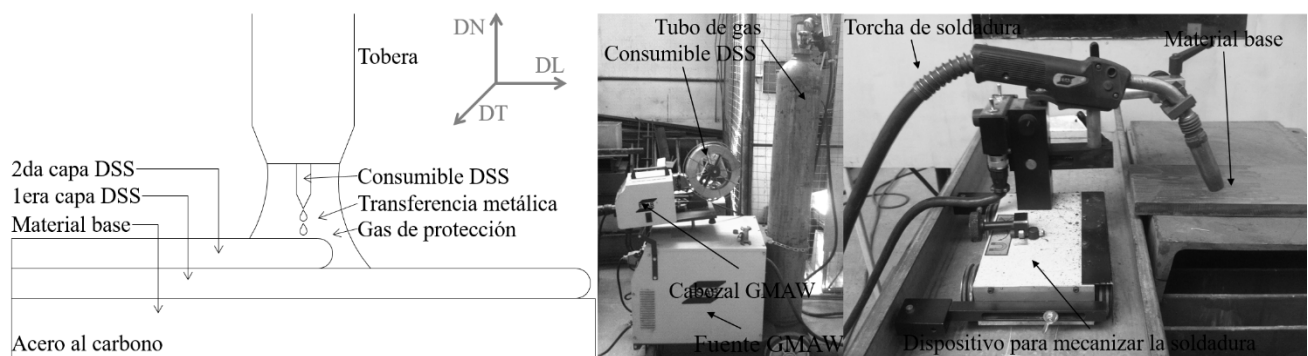 Tobera
DN
DL
DT
2da capa DSS
1era capa DSS
Material base
Consumible DSS
Transferencia metálica
Gas de protección
Acero al carbono
Tubo de gas
Consumible DSS
Cabozal GMAW
Fuente GMAW
Torcha de soldadura
Material base
Dispositivo para mecanizar la soldadura